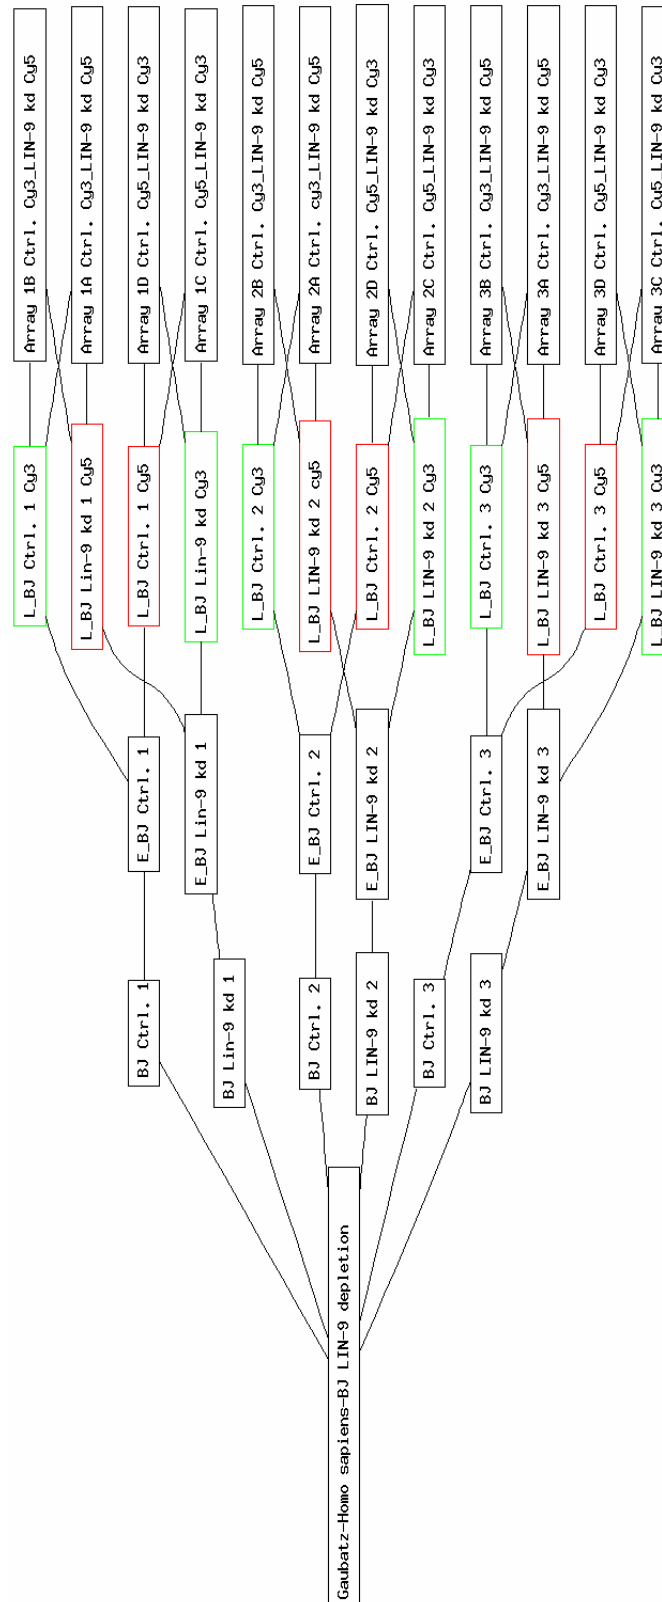 Array 1B Ctrl. Cy3_LIN-9 kd Cy5
Array 1A Ctrl. Cy3_LIN-9 kd Cy5
Array 1D Ctrl. Cy5_LIN-9 kd Cy3
Array 1C Ctrl. Cy5_LIN-9 kd Cy3
Array 2B Ctrl. Cy3_LIN-9 kd Cy5
Array 2A Ctrl. cy3_LIN-9 kd Cy5
Array 2D Ctrl. Cy5_LIN-9 kd Cy3
Array 2C Ctrl. Cy5_LIN-9 kd Cy3
Array 3B Ctrl. Cy3_LIN-9 kd Cy5
Array 3A Ctrl. Cy3_LIN-9 kd Cy5
Array 3D Ctrl. Cy5_LIN-9 kd Cy3
Array 3C Ctrl. Cy5_LIN-9 kd Cy3
L_BJ Ctrl. 1 Cy3
L_BJ Lin-9 kd 1 Cy5
L_BJ Ctrl. 1 Cy5
L_BJ Lin-9 kd Cy3
L_BJ Ctrl. 2 Cy3
L_BJ LIN-9 kd 2 cy5
L_BJ Ctrl. 2 Cy5
L_BJ LIN-9 kd 2 Cy3
L_BJ Ctrl. 3 Cy3
L_BJ LIN-9 kd 3 Cy5
L_BJ Ctrl. 3 Cy5
L_BJ LIN-9 kd 3 Cy3
E_BJ Ctrl. 1
E_BJ Lin-9 kd 1
E_BJ Ctrl. 2
E_BJ LIN-9 kd 2
E_BJ Ctrl. 3
E_BJ LIN-9 kd 3
BJ Ctrl. 1
BJ Lin-9 kd 1
BJ Ctrl. 2
BJ LIN-9 kd 2
BJ Ctrl. 3
BJ LIN-9 kd 3
Gaubatz-Homo sapiens-BJ LIN-9 depletion